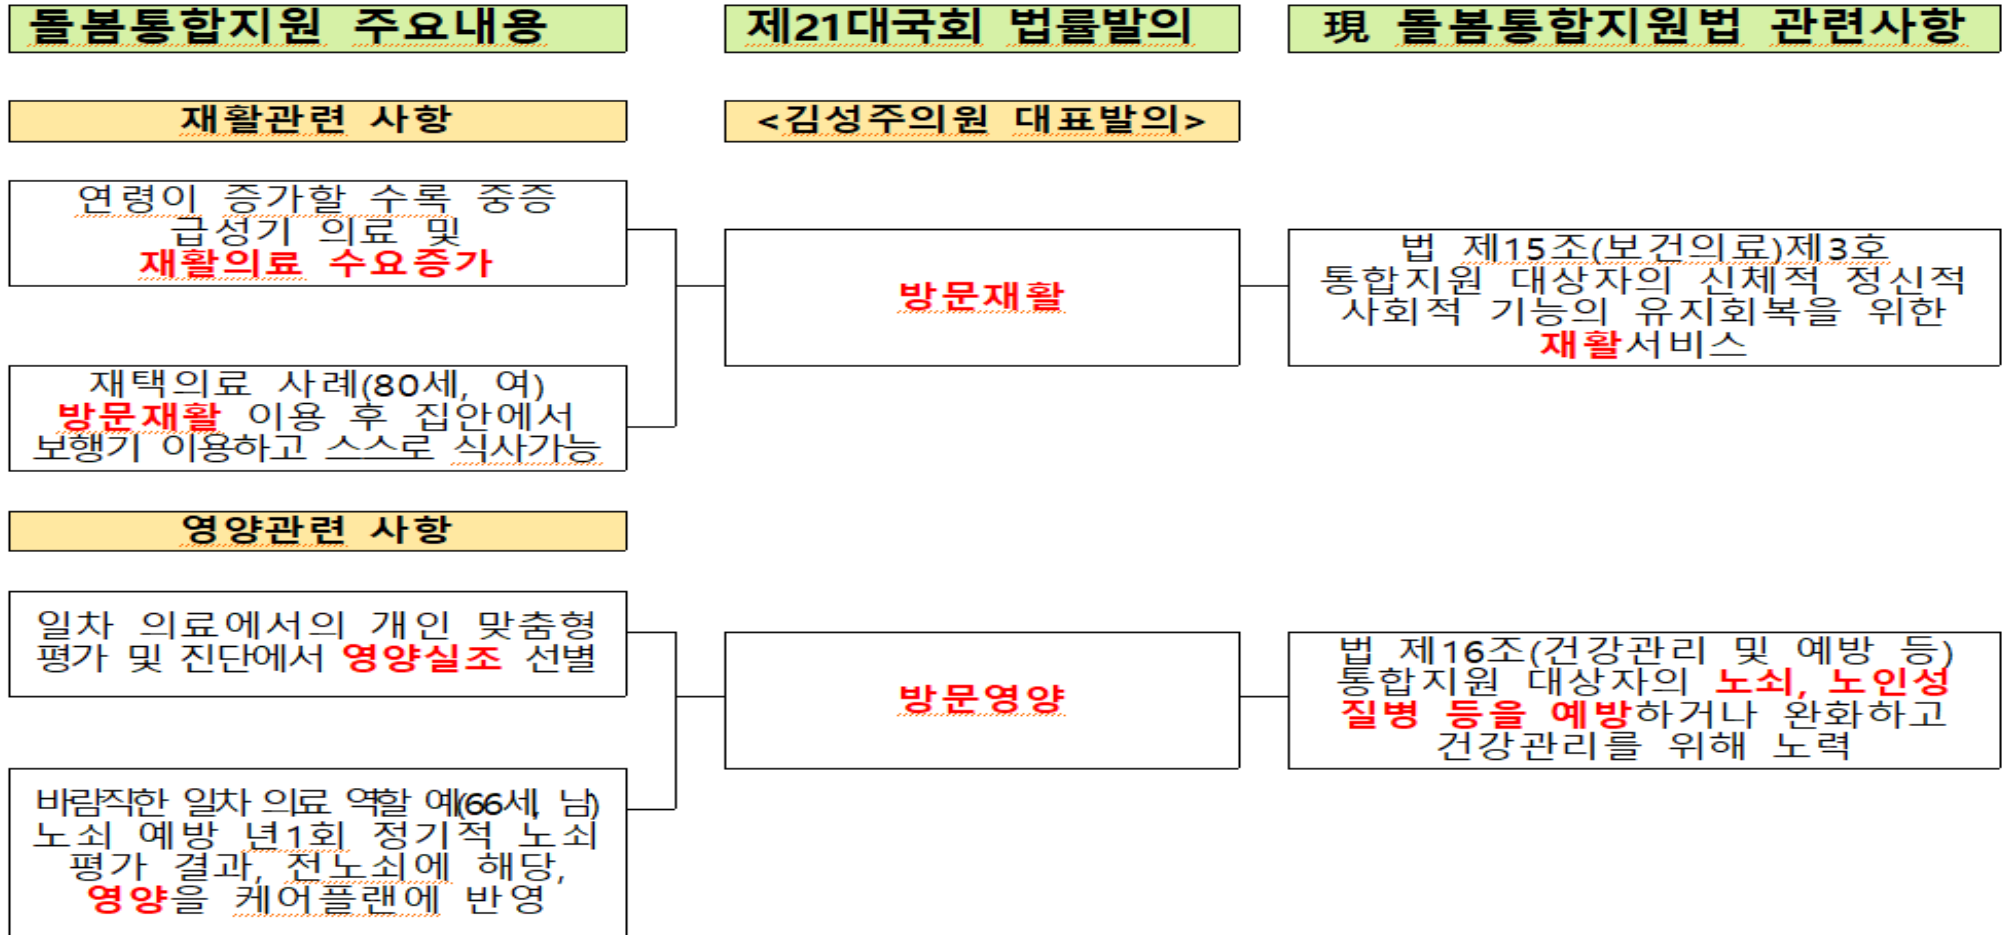 돌봄통합지원 주요내용
제21대국회 법률발의
現 돌봄통합지원법 관련사항
재활관련 사항
<김성주의원 대표발의>
연령이 증가할 수록 중증
급성기 의료 및
재활의료 수요증가
재택의료 사례(80세, 여)
방문재활 이용 후 집안에서
보행기 이용하고 스스로 식사가능
방문재활
법 제15조(보건의료)제3호
통합지원 대상자의 신체적 정신적
사회적 기능의 유지회복을 위한
재활서비스
영양관련 사항
일차 의료에서의 개인 맞춤형
평가 및 진단에서 영양실조 선별
바람직한 일차 의료 역할 예(66세, 남)
노쇠 예방 년1회 정기적 노쇠
평가 결과, 전노쇠에 해당,
영양을 케어플랜에 반영
방문영양
법 제16조(건강관리 및 예방 등)
통합지원 대상자의 노쇠, 노인성
질병 등을 예방하거나 완화하고
건강관리를 위해 노력